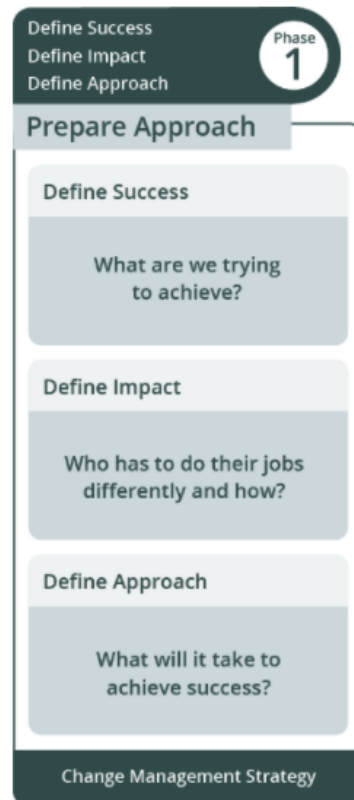 Define Success
Define Impact
Define Approach
Phase
1
Prepare Approach
Define Success
What are we trying
to achieve?
Define Impact
Who has to do their jobs
differently and how?
Define Approach
What will it take to
achieve success?
Change Management Strategy